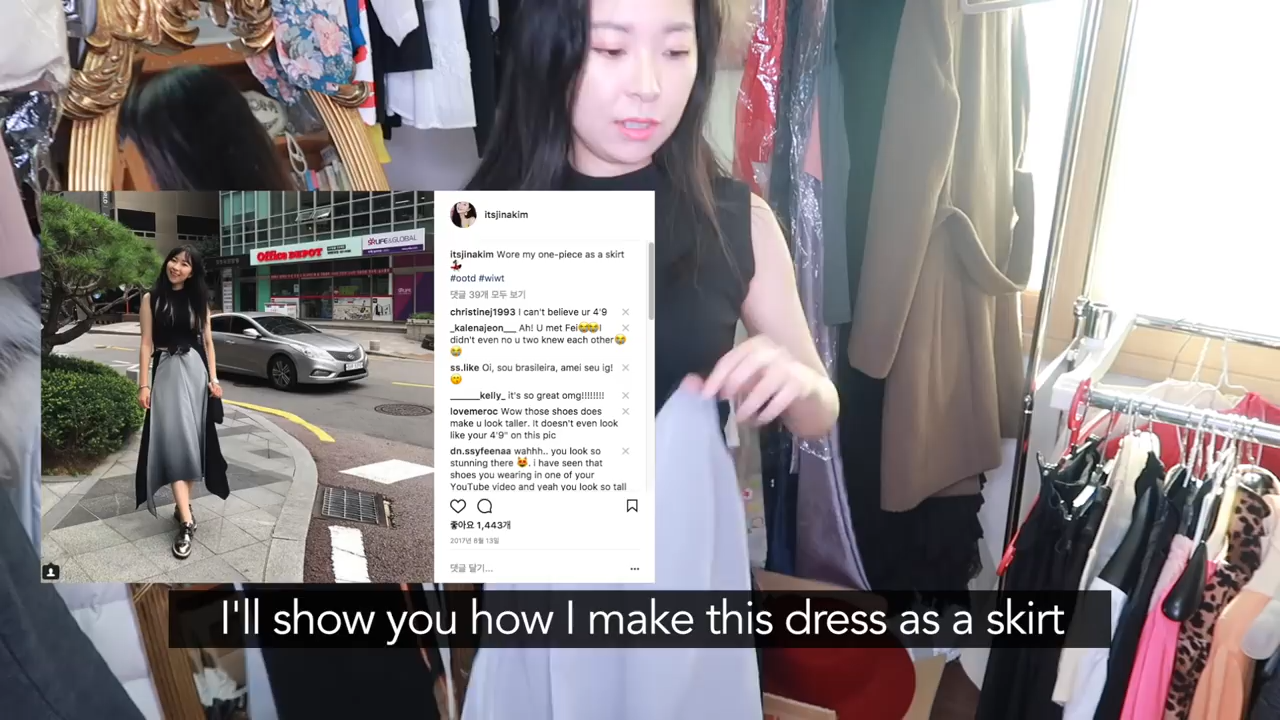 Office DEPOT
LIFE&GLOBAL
itsjinakim
itsjinakim Wore my one-piece as a skirt
💃
#ootd #wiwt
댓글 39개 모두 보기
christinej1993 I can't believe ur 4'9
_kalenajeon___ Ah! U met Fei😭😭I
didn't even no u two knew each other😭
😭
ss.like Oi, sou brasileira, amei seu ig!
😋
______kelly_ it's so great omg!!!!!!!!
lovemeroc Wow those shoes does
make u look taller. It doesn't even look
like your 4'9" on this pic
dn.ssyfeenaa wahhh.. you look so
stunning there 😻. i have seen that
shoes you wearing in one of your
YouTube video and yeah you look so tall
좋아요 1,443개
2017년 8월 13일
댓글 달기...
I'll show you how I make this dress as a skirt